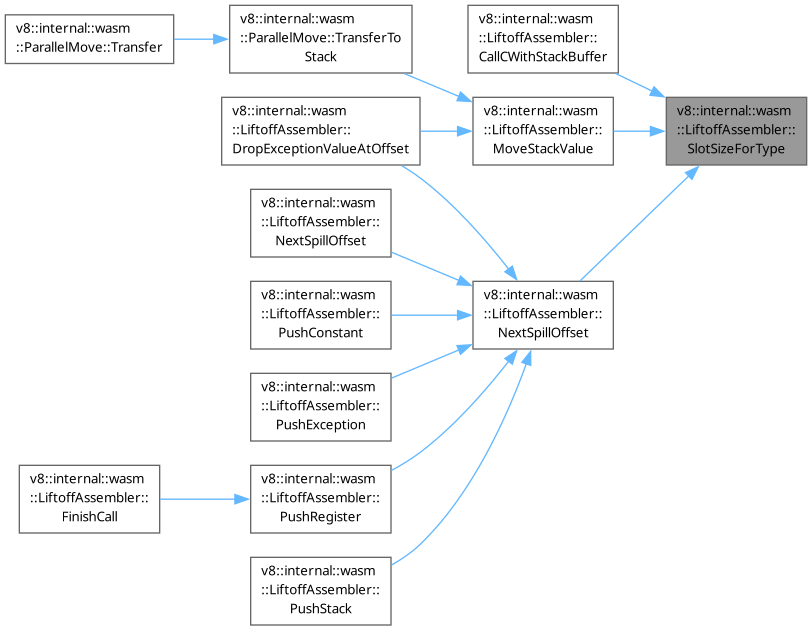 v8::internal::wasm
::ParallelMove::Transfer
v8::internal::wasm
::ParallelMove::TransferTo
Stack
v8::internal::wasm
::LiftoffAssembler::
CallCWithStackBuffer
v8::internal::wasm
::LiftoffAssembler::
DropExceptionValueAtOffset
v8::internal::wasm
::LiftoffAssembler::
MoveStackValue
v8::internal::wasm
::LiftoffAssembler::
SlotSizeForType
v8::internal::wasm
::LiftoffAssembler::
NextSpillOffset
v8::internal::wasm
::LiftoffAssembler::
PushConstant
v8::internal::wasm
::LiftoffAssembler::
NextSpillOffset
v8::internal::wasm
::LiftoffAssembler::
PushException
v8::internal::wasm
::LiftoffAssembler::
FinishCall
v8::internal::wasm
::LiftoffAssembler::
PushRegister
v8::internal::wasm
::LiftoffAssembler::
PushStack